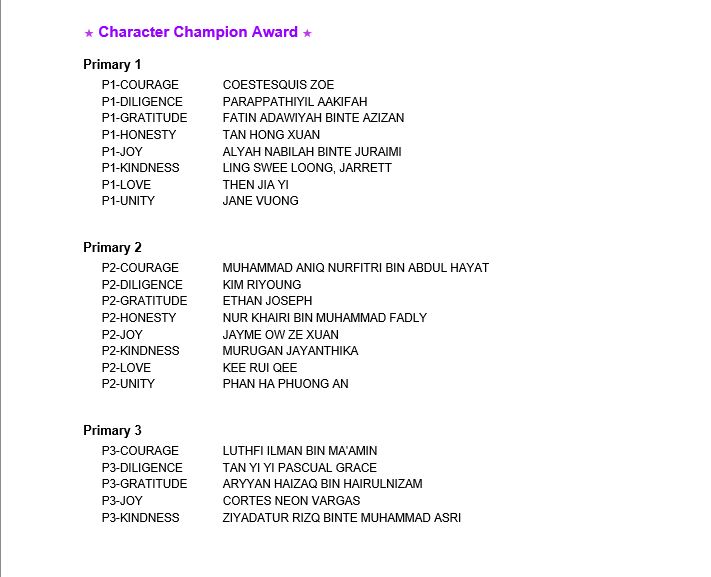 ★ Character Champion Award ★
Primary 1
P1-COURAGE COESTESQUIS ZOE
P1-DILIGENCE PARAPPATHIYIL AAKIFAH
P1-GRATITUDE FATIN ADAWIYAH BINTE AZIZAN
P1-HONESTY TAN HONG XUAN
P1-JOY ALYAH NABILAH BINTE JURAIMI
P1-KINDNESS LING SWEE LOONG, JARRETT
P1-LOVE THEN JIA YI
P1-UNITY JANE VUONG
Primary 2
P2-COURAGE MUHAMMAD ANIQ NURFITRI BIN ABDUL HAYAT
P2-DILIGENCE KIM RIYOUNG
P2-GRATITUDE ETHAN JOSEPH
P2-HONESTY NUR KHAIRI BIN MUHAMMAD FADLY
P2-JOY JAYME OW ZE XUAN
P2-KINDNESS MURUGAN JAYANTHIKA
P2-LOVE KEE RUI QEE
P2-UNITY PHAN HA PHUONG AN
Primary 3
P3-COURAGE LUTHFI ILMAN BIN MA'AMIN
P3-DILIGENCE TAN YI YI PASCUAL GRACE
P3-GRATITUDE ARYYAN HAIZAQ BIN HAIRULNIZAM
P3-JOY CORTES NEON VARGAS
P3-KINDNESS ZIYADATUR RIZQ BINTE MUHAMMAD ASRI